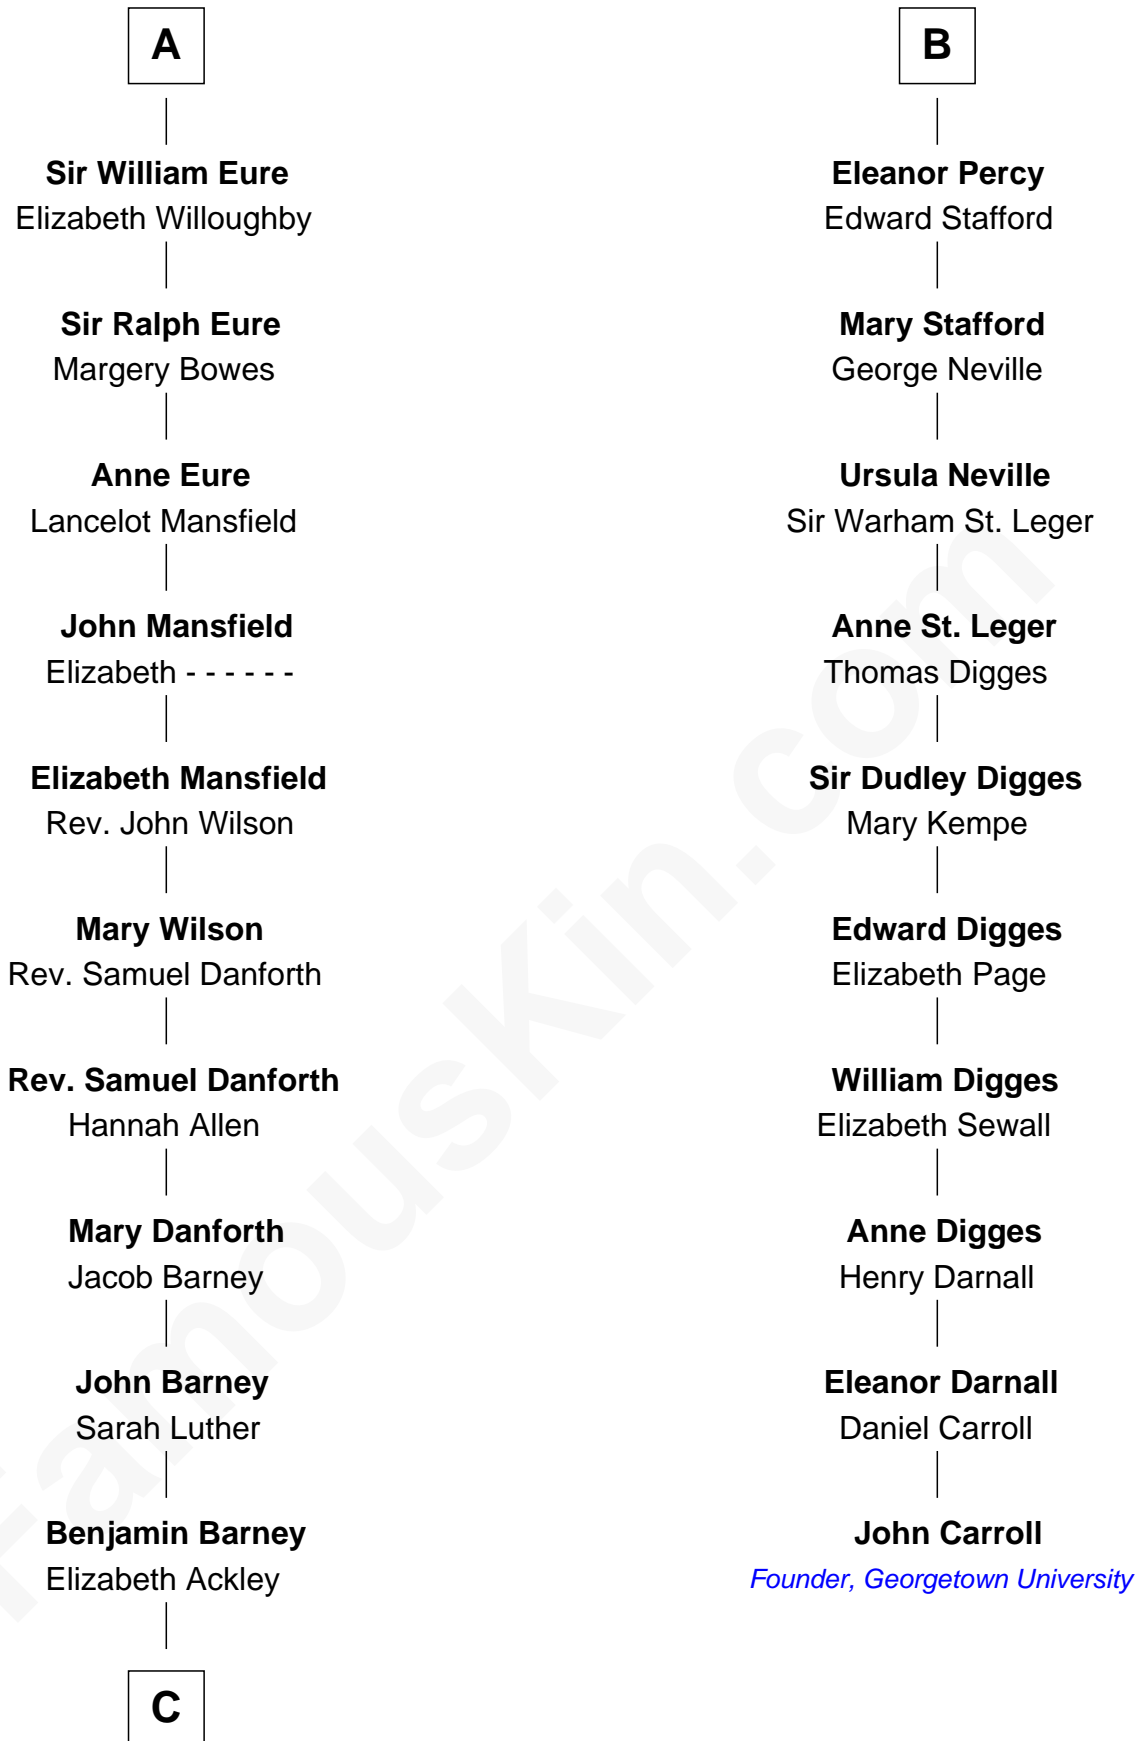 A
Sir William Eure
Elizabeth Willoughby
Sir Ralph Eure
Margery Bowes
Anne Eure
Lancelot Mansfield
John Mansfield
Elizabeth - - - - - -
Elizabeth Mansfield
Rev. John Wilson
Mary Wilson
Rev. Samuel Danforth
Rev. Samuel Danforth
Hannah Allen
Mary Danforth
Jacob Barney
John Barney
Sarah Luther
Benjamin Barney
Elizabeth Ackley
C
B
Eleanor Percy
Edward Stafford
Mary Stafford
George Neville
Ursula Neville
Sir Warham St. Leger
Anne St. Leger
Thomas Digges
Sir Dudley Digges
Mary Kempe
Edward Digges
Elizabeth Page
William Digges
Elizabeth Sewall
Anne Digges
Henry Darnall
Eleanor Darnall
Daniel Carroll
John Carroll
Founder, Georgetown University
FamousKin.com